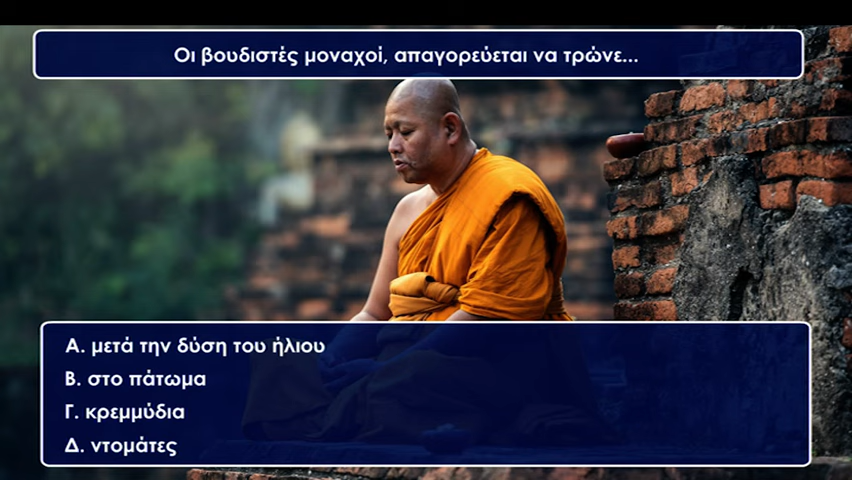 Οι βουδιστές μοναχοί, απαγορεύεται να τρώνε...
Α. μετά την δύση του ήλιου
Β. στο πάτωμα
Γ. κρεμμύδια
Δ. ντομάτες